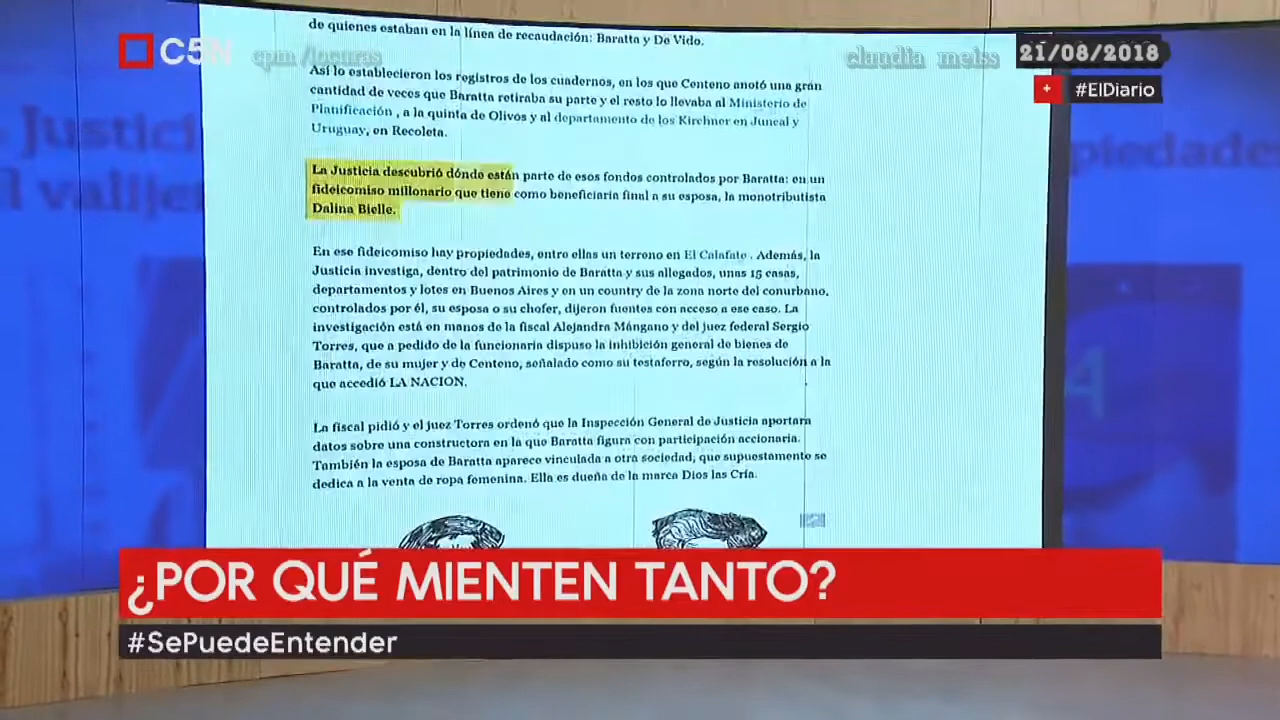 de quienes estaban en la línea de recaudación: Baratta y De Vido.
C5N
cpm /ocuras
claudia meiss
21/08/2018
#ElDiario
Así lo establecieron los registros de los cuadernos, en los que Centeno anotó una gran
cantidad de veces que Baratta retiraba su parte y el resto lo llevaba al Ministerio de
Planificación , a la quinta de Olivos y al departamento de los Kirchner en Juncal y
Uruguay, en Recoleta.
Justici
piedades
l valije
La Justicia descubrió dónde están parte de esos fondos controlados por Baratta: en un
fideicomiso millonario que tiene como beneficiaria final a su esposa, la monotributista
Dalina Bielle.
En ese fideicomiso hay propiedades, entre ellas un terreno en El Calafate . Además, la
Justicia investiga, dentro del patrimonio de Baratta y sus allegados, unas 15 casas,
departamentos y lotes en Buenos Aires y en un country de la zona norte del conurbano,
controlados por él, su esposa o su chofer, dijeron fuentes con acceso a ese caso. La
investigación está en manos de la fiscal Alejandra Mángano y del juez federal Sergio
Torres, que a pedido de la funcionaria dispuso la inhibición general de bienes de
Baratta, de su mujer y de Centeno, señalado como su testaferro, según la resolución a la
que accedió LA NACION.
La fiscal pidió y el juez Torres ordenó que la Inspección General de Justicia aportara
datos sobre una constructora en la que Baratta figura con participación accionaria.
También la esposa de Baratta aparece vinculada a otra sociedad, que supuestamente se
dedica a la venta de ropa femenina. Ella es dueña de la marca Dios las Cría.
¿POR QUÉ MIENTEN TANTO?
#SePuedeEntender